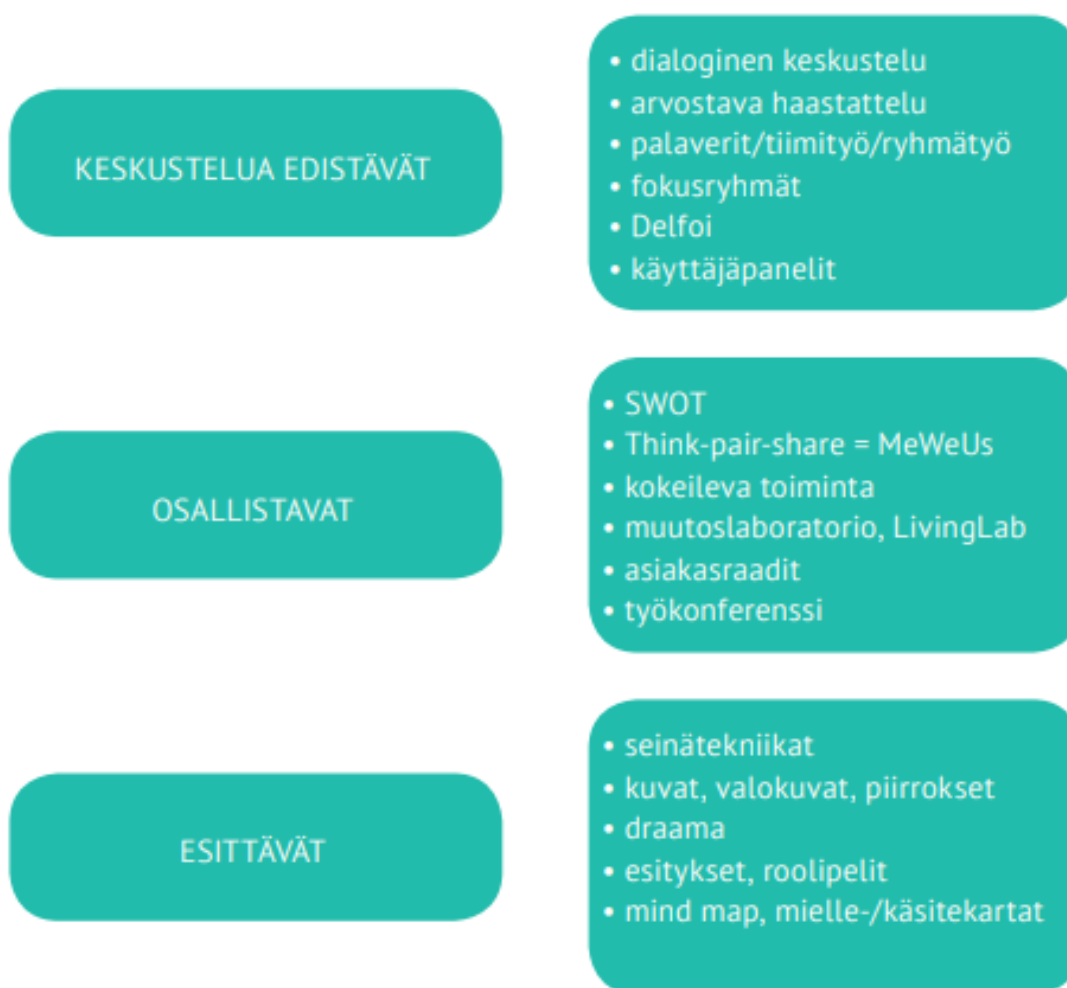 KESKUSTELUA EDISTÄVÄT
• dialoginen keskustelu
• arvostava haastattelu
• palaverit/tiimityö/ryhmätyö
• fokusryhmät
• Delfoi
• käyttäjäpanelit
OSALLISTAVAT
• SWOT
• Think-pair-share = MeWeUs
• kokeileva toiminta
• muutoslaboratorio, LivingLab
• asiakasraadit
• työkonferenssi
ESITTÄVÄT
• seinätekniikat
• kuvat, valokuvat, piirrokset
• draama
• esitykset, roolipelit
• mind map, mielle-/käsitekartat